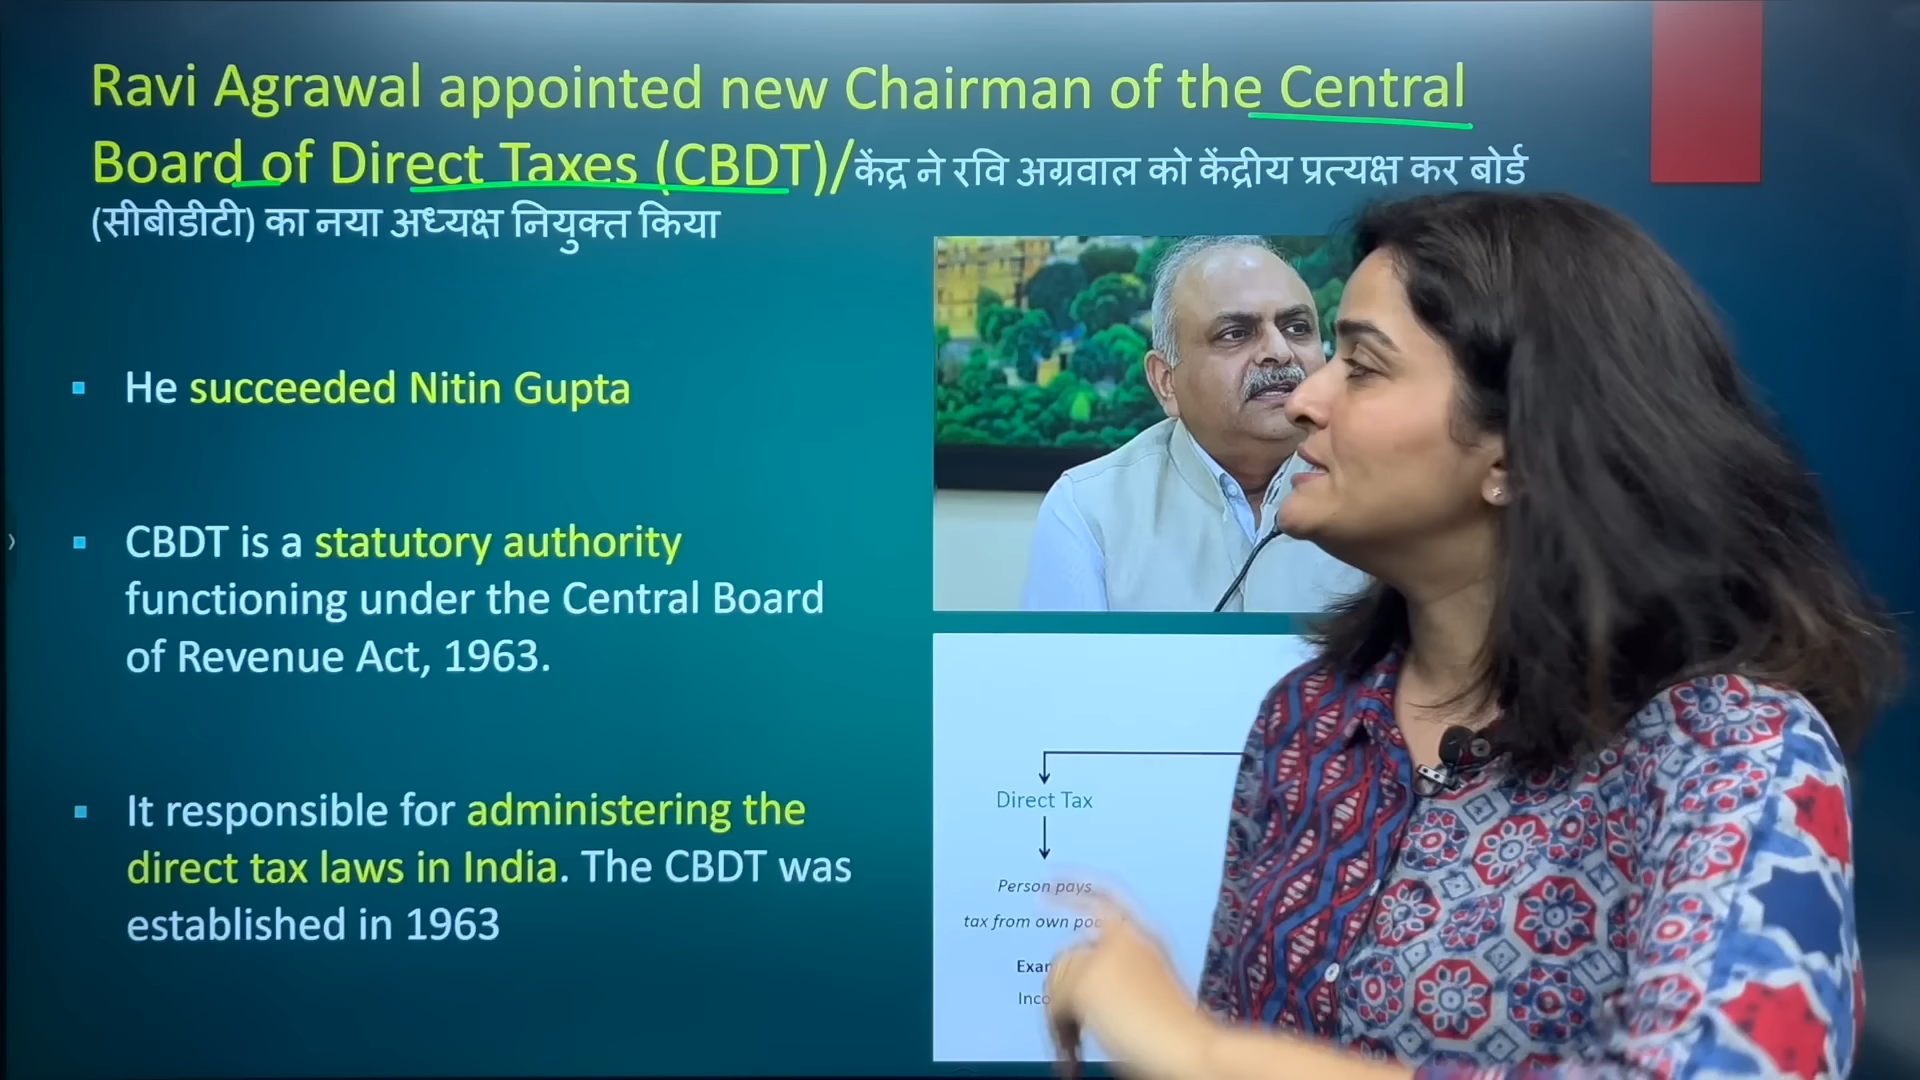 Ravi Agrawal appointed new Chairman of the Central
Board of Direct Taxes (CBDT)/केंद्र ने रवि अग्रवाल को केंद्रीय प्रत्यक्ष कर बोर्ड
(सीबीडीटी) का नया अध्यक्ष नियुक्त किया
He succeeded Nitin Gupta
CBDT is a statutory authority
functioning under the Central Board
of Revenue Act, 1963.
It responsible for administering the
direct tax laws in India. The CBDT was
established in 1963
Direct Tax
Person pays
tax from own